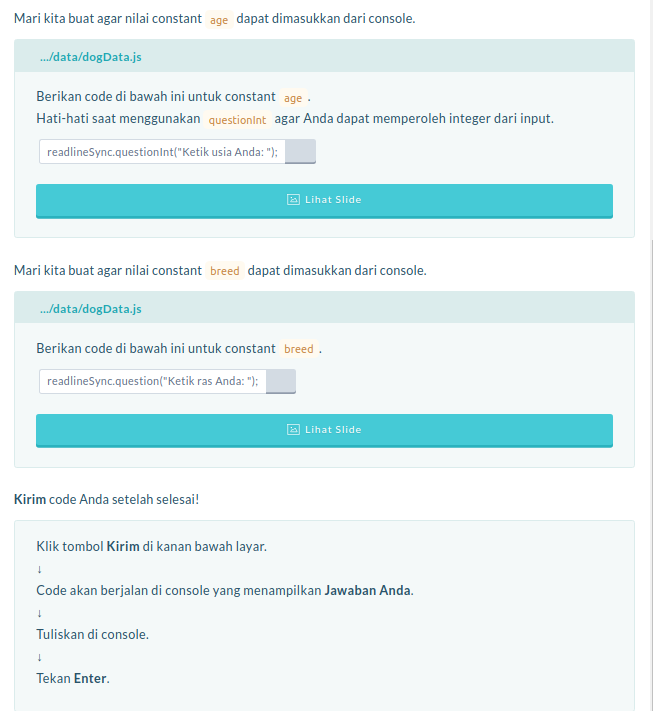 Mari kita buat agar nilai constant age dapat dimasukkan dari console.
.../data/dogData.js
Berikan code di bawah ini untuk constant age .
Hati-hati saat menggunakan questionInt agar Anda dapat memperoleh integer dari input.
readlineSync.questionInt("Ketik usia Anda: ");
Lihat Slide
Mari kita buat agar nilai constant breed dapat dimasukkan dari console.
.../data/dogData.js
Berikan code di bawah ini untuk constant breed .
readlineSync.question("Ketik ras Anda: ");
Lihat Slide
Kirim code Anda setelah selesai!
Klik tombol Kirim di kanan bawah layar.
↓
Code akan berjalan di console yang menampilkan Jawaban Anda.
↓
Tuliskan di console.
↓
Tekan Enter.